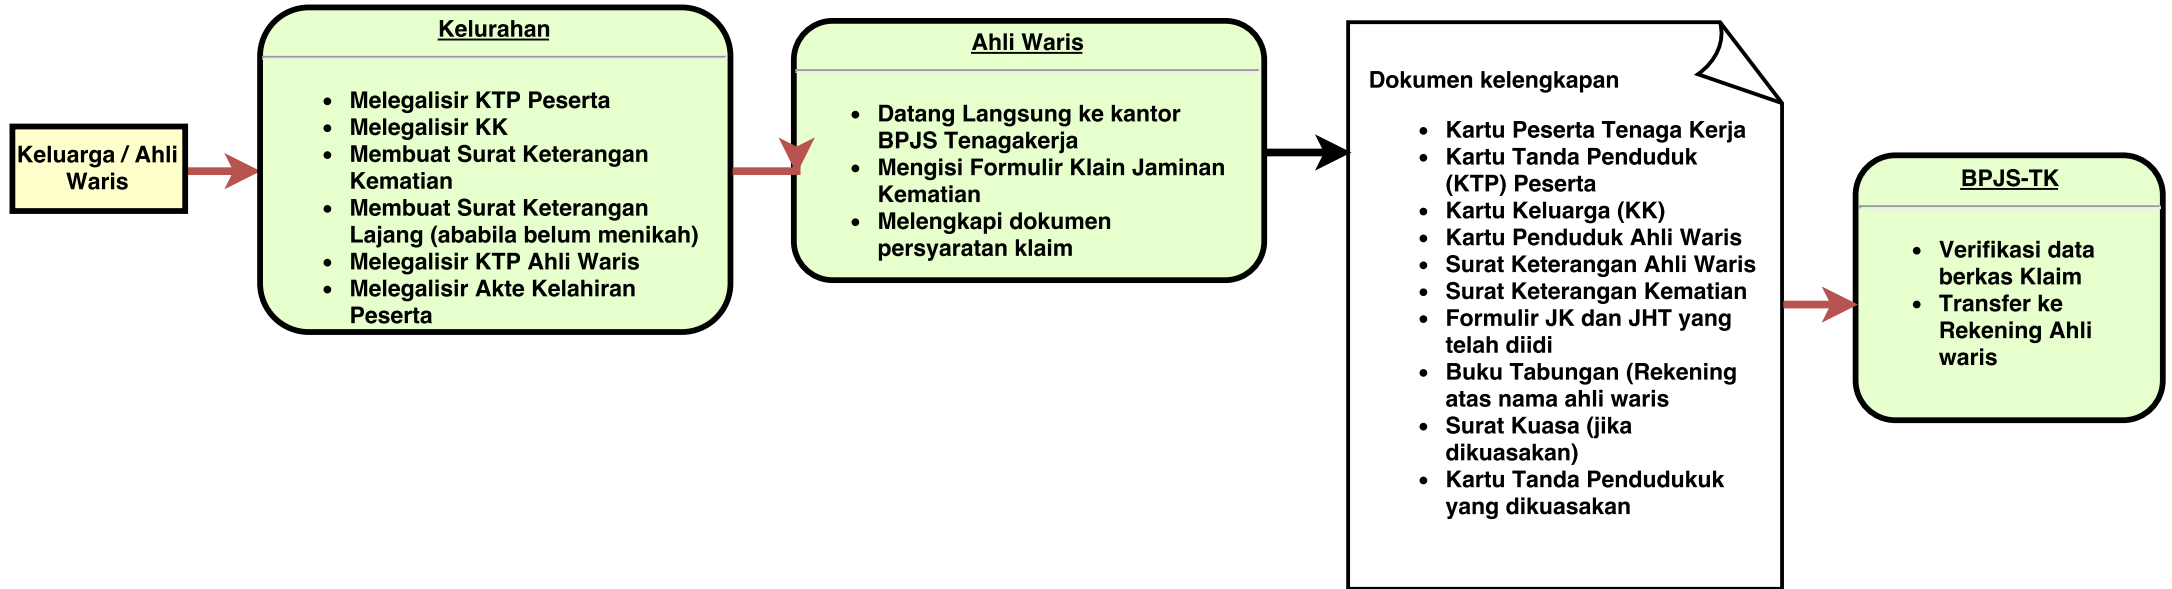 Keluarga / Ahli
Waris
Kelurahan
Melegalisir KTP Peserta
Melegalisir KK
Membuat Surat Keterangan
Kematian
Membuat Surat Keterangan
Lajang (ababila belum menikah)
Melegalisir KTP Ahli Waris
Melegalisir Akte Kelahiran
Peserta
Ahli Waris
Datang Langsung ke kantor
BPJS Tenagakerja
Mengisi Formulir Klain Jaminan
Kematian
Melengkapi dokumen
persyaratan klaim
Dokumen kelengkapan
Kartu Peserta Tenaga Kerja
Kartu Tanda Penduduk
(KTP) Peserta
Kartu Keluarga (KK)
Kartu Penduduk Ahli Waris
Surat Keterangan Ahli Waris
Surat Keterangan Kematian
Formulir JK dan JHT yang
telah diidi
Buku Tabungan (Rekening
atas nama ahli waris
Surat Kuasa (jika
dikuasakan)
Kartu Tanda Pendudukuk
yang dikuasakan
BPJS-TK
Verifikasi data
berkas Klaim
Transfer ke
Rekening Ahli
waris